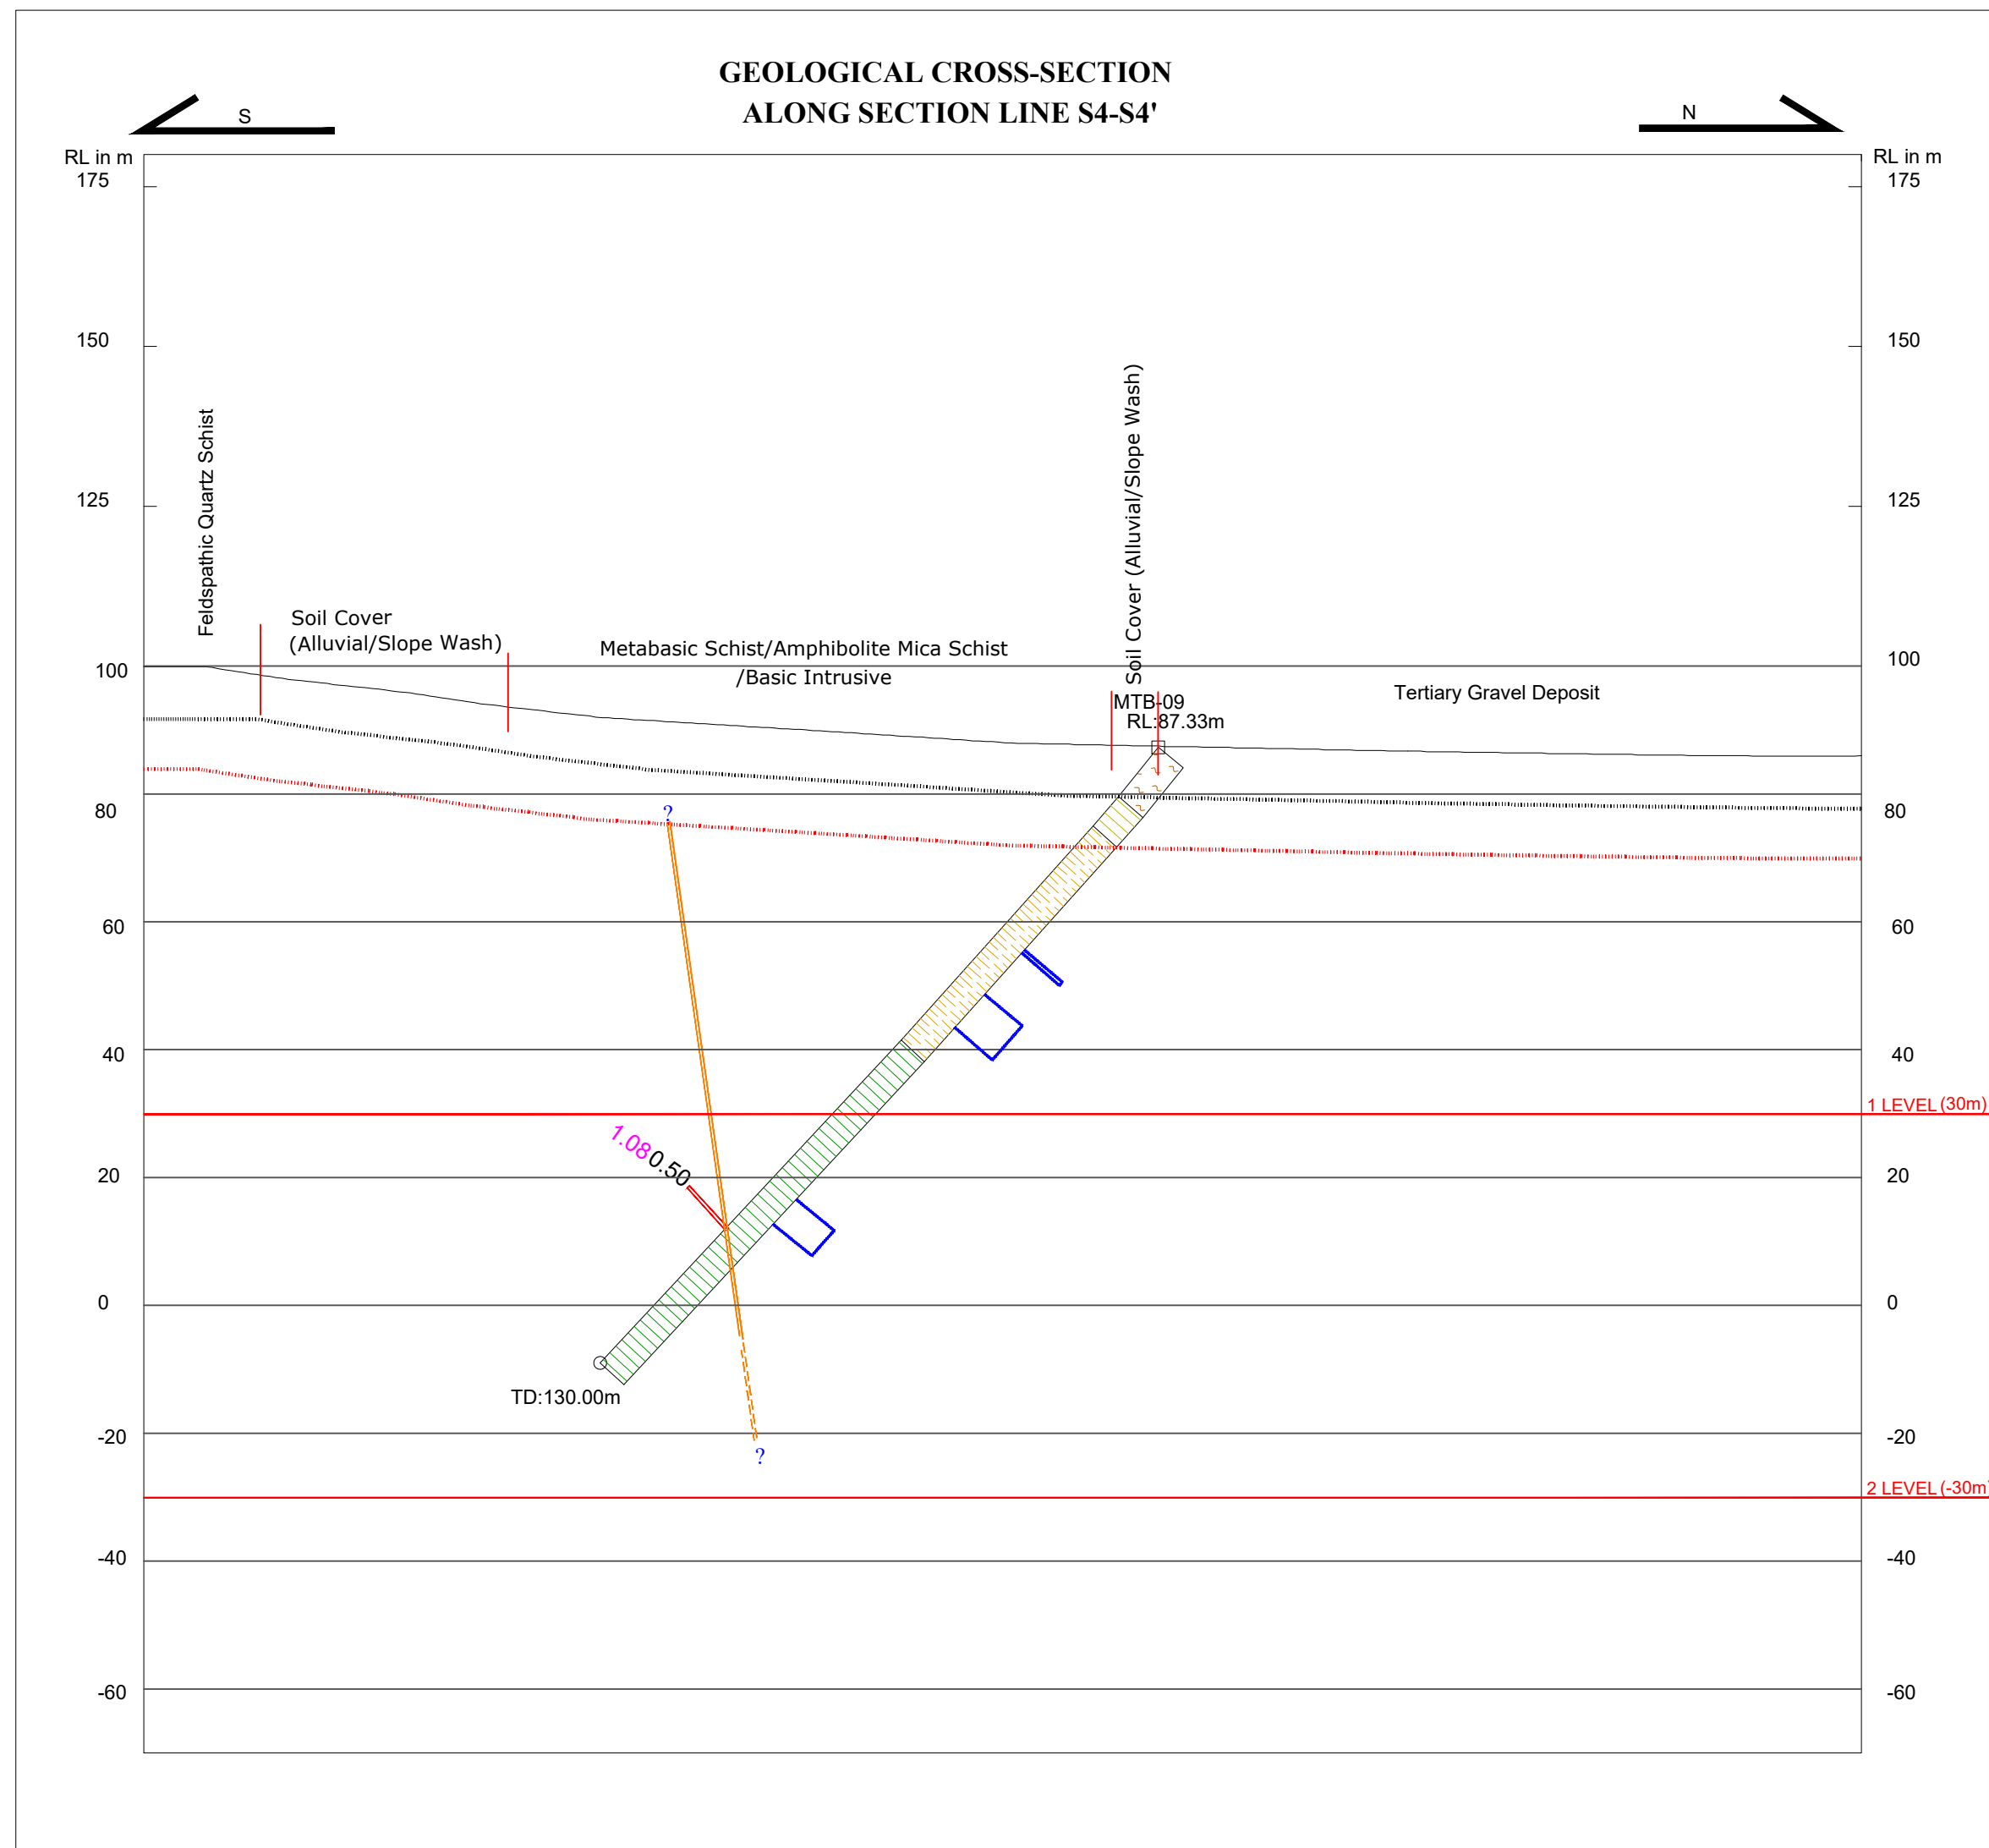 GEOLOGICAL CROSS-SECTION
ALONG SECTION LINE S4-S4'
S
N
RL in m
RL in m
175
175
150
150
125
125
Feldspathic Quartz Schist
Soil Cover (Alluvial/Slope Wash)
Soil Cover
(Alluvial/Slope Wash)
Metabasic Schist/Amphibolite Mica Schist
/Basic Intrusive
100
100
Tertiary Gravel Deposit
MTB-09
RL:87.33m
80
80
?
60
60
40
40
1 LEVEL (30m)
1.08 0.50
20
20
0
0
TD:130.00m
-20
-20
?
2 LEVEL (-30m)
-40
-40
-60
-60